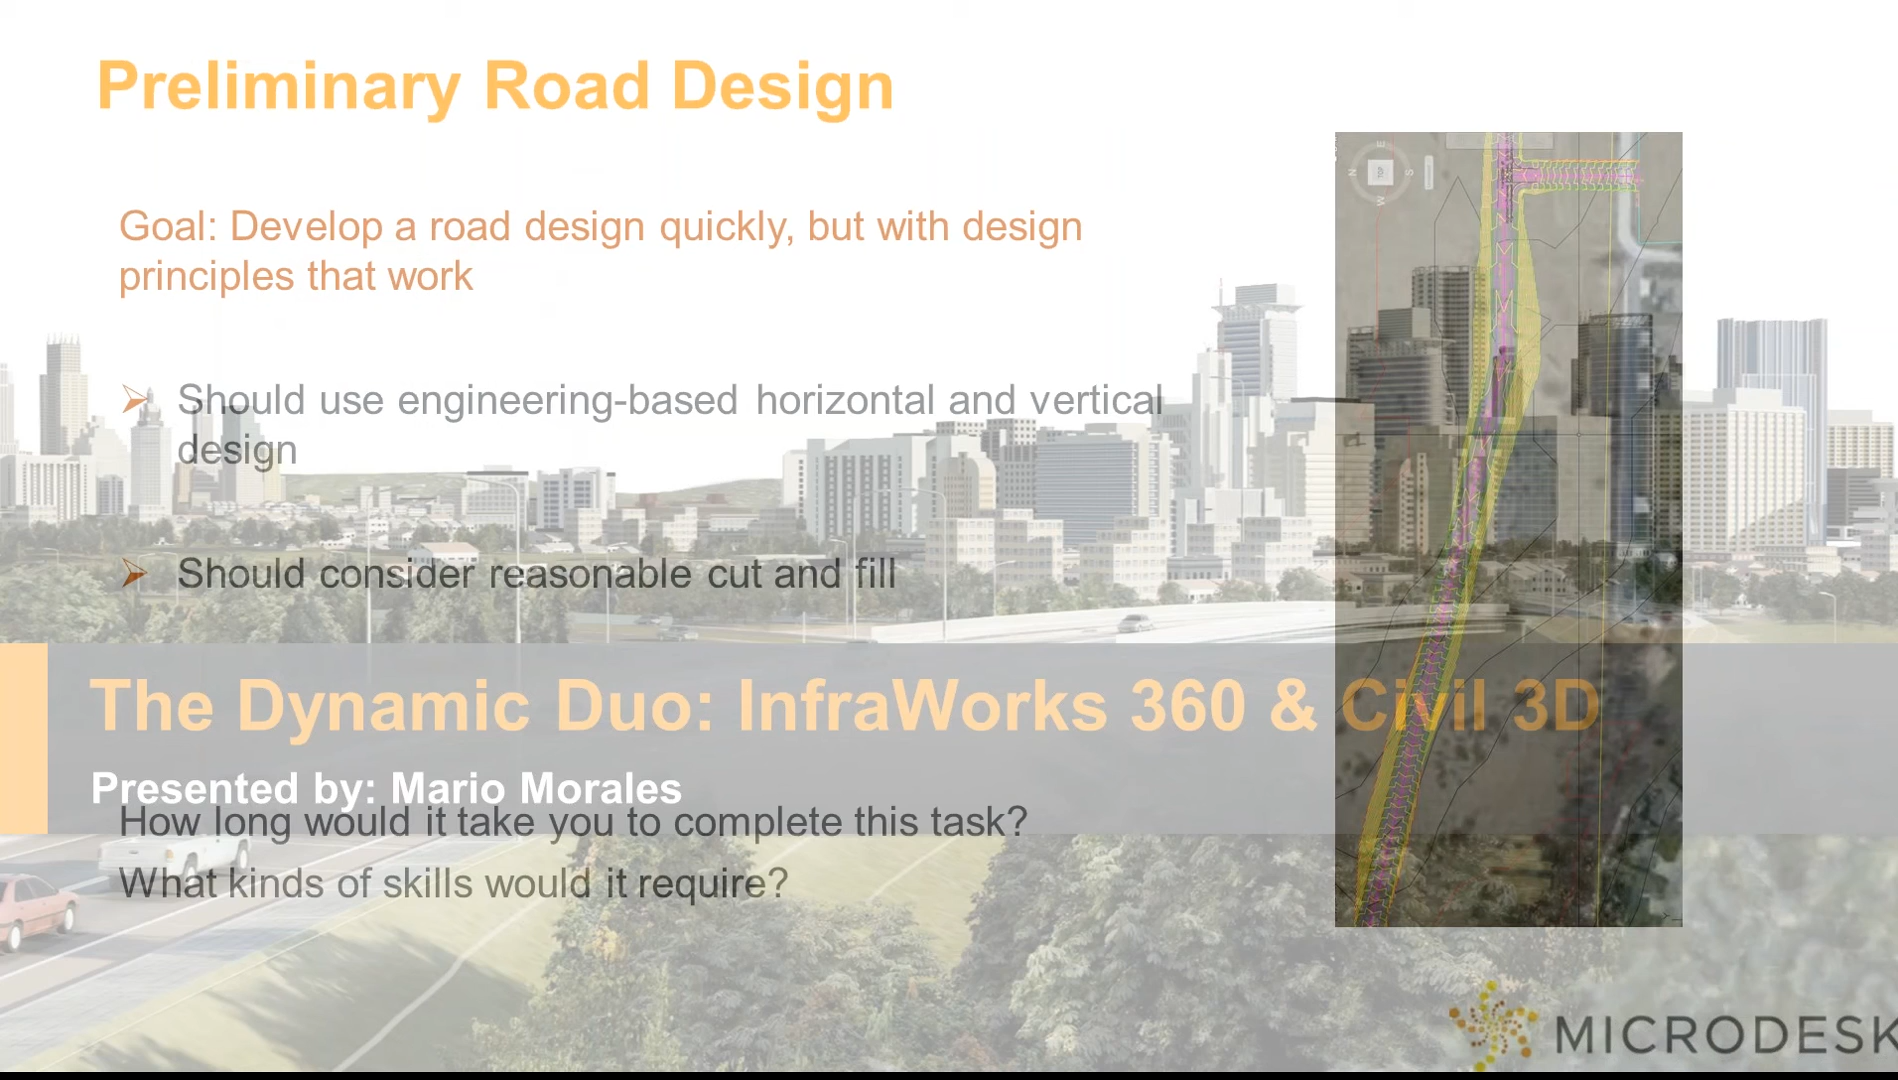 Preliminary Road Design
Goal: Develop a road design quickly, but with design
principles that work
Should use engineering-based horizontal and vertical
design
Should consider reasonable cut and fill
The Dynamic Duo: InfraWorks 360 & Civil 3D
Presented by: Mario Morales
How long would it take you to complete this task?
What kinds of skills would it require?
E
N
TOP
S
W
MICRODESK